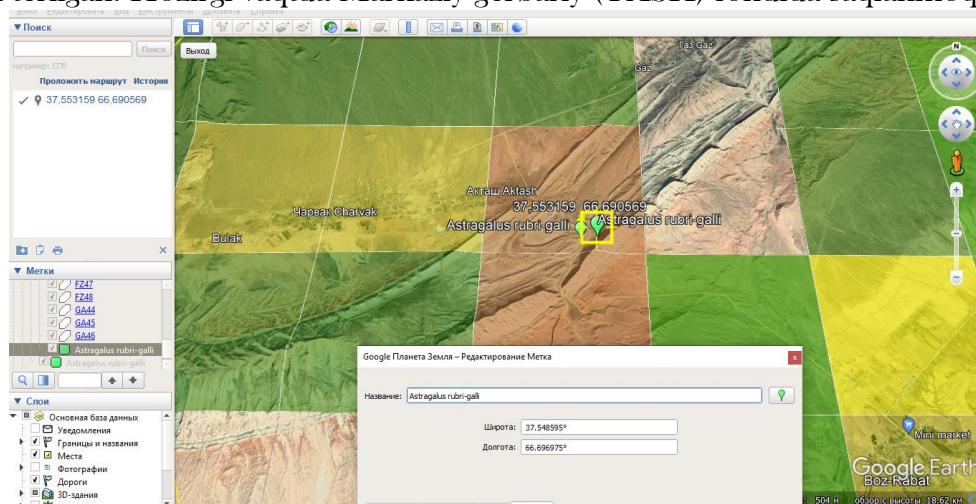 Поиск
Поиск
например: СПб
Проложить маршрут История
37,553159 66,690569
Метки
FZ47
FZ48
GA44
GA45
GA46
Astragalus rubri-galli
Astragalus rubri-galli
Слои
Основная база данных
Уведомления
Границы и названия
Места
Фотографии
Дороги
3D-здания
Выход
Газ Gaz
Gaz
Акташ Aktash
37,553159 66,690569
Astragalus rubri-galli
Astragalus rubri-galli
Чарвак Charvak
Bulak
Google Планета Земля – Редактирование Метка
x
Название: Astragalus rubri-galli
Широта: 37.548595°
Долгота: 66.696975°
Mini market
Google Earth
Boz-Rabat
504 м обзор с высоты 18.62 км
N